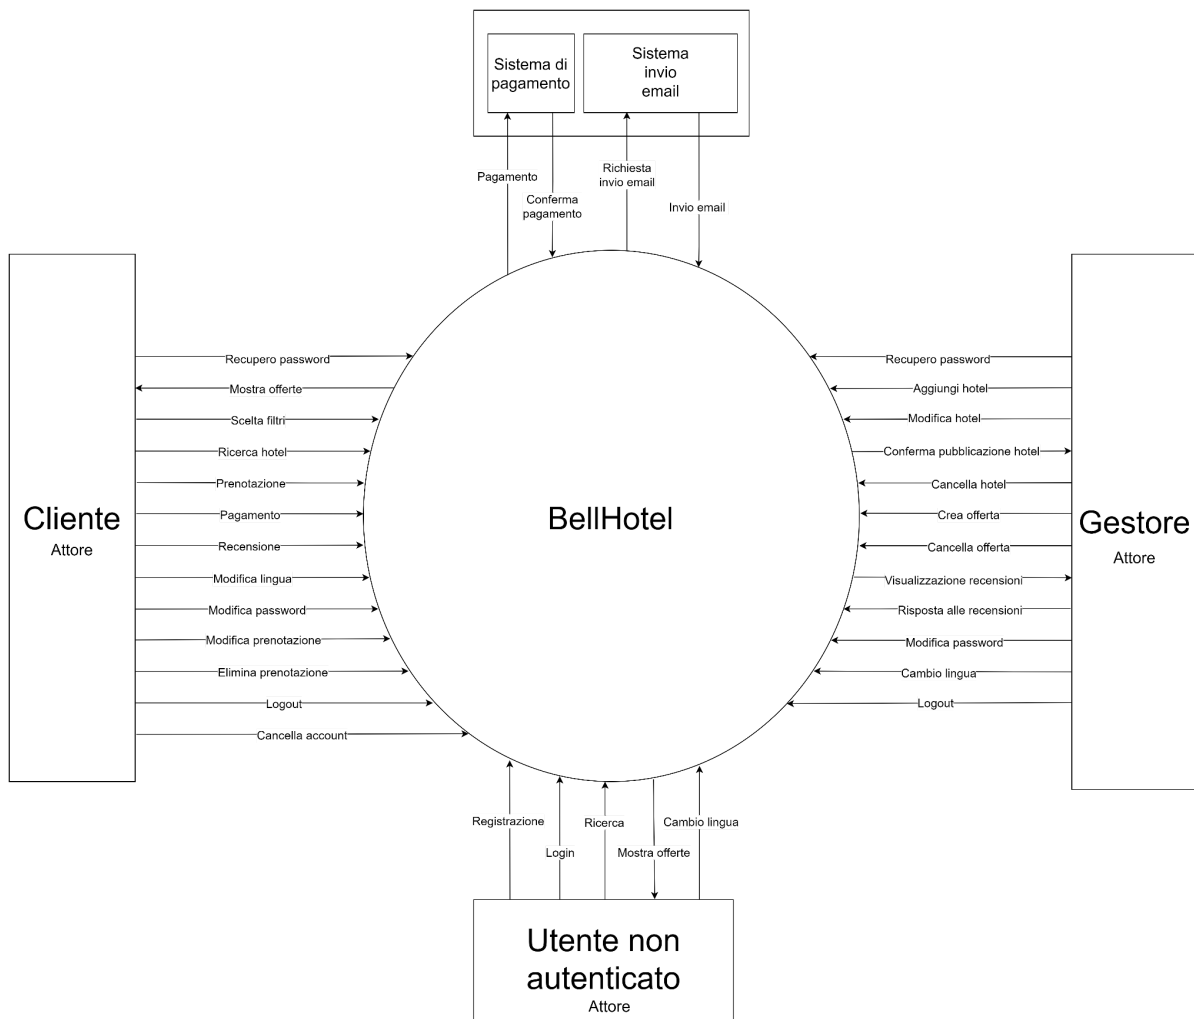 Sistema di
pagamento
Sistema
invio
email
Pagamento
Conferma
pagamento
Richiesta
invio email
Invio email
Cliente
Attore
Recupero password
Mostra offerte
Scelta filtri
Ricerca hotel
Prenotazione
Pagamento
Recensione
Modifica lingua
Modifica password
Modifica prenotazione
Elimina prenotazione
Logout
Cancella account
BellHotel
Recupero password
Aggiungi hotel
Modifica hotel
Conferma pubblicazione hotel
Cancella hotel
Crea offerta
Cancella offerta
Visualizzazione recensioni
Risposta alle recensioni
Modifica password
Cambio lingua
Logout
Gestore
Attore
Registrazione
Login
Ricerca
Mostra offerte
Cambio lingua
Utente non
autenticato
Attore